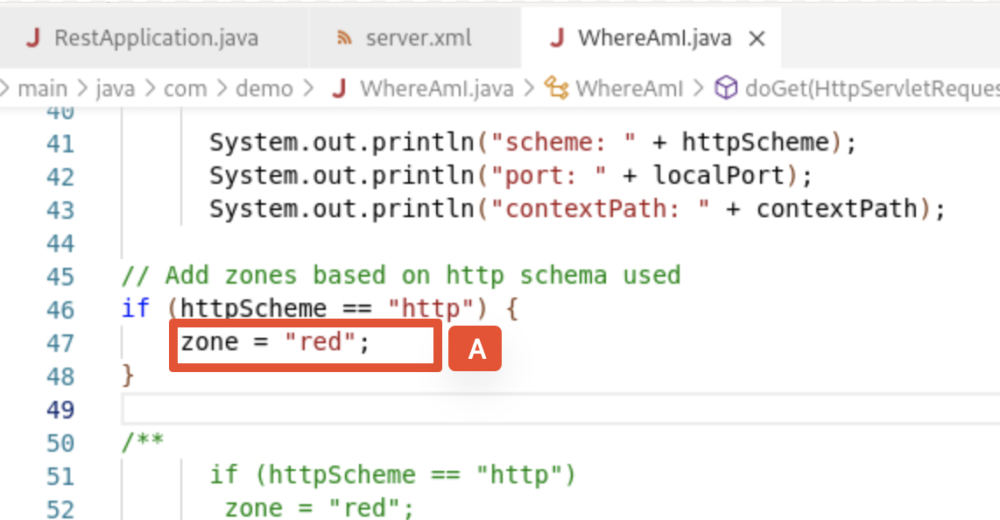 RestApplication.java server.xml WhereAmI.java
main java com demo WhereAmI.java WhereAmI doGet(HttpServletReques
40
41 System.out.println("scheme: " + httpScheme);
42 System.out.println("port: " + localPort);
43 System.out.println("contextPath: " + contextPath);
44
45 // Add zones based on http schema used
46 if (httpScheme == "http") {
47 zone = "red"; A
48 }
49
50 /**
51 if (httpScheme == "http")
52 zone = "red";